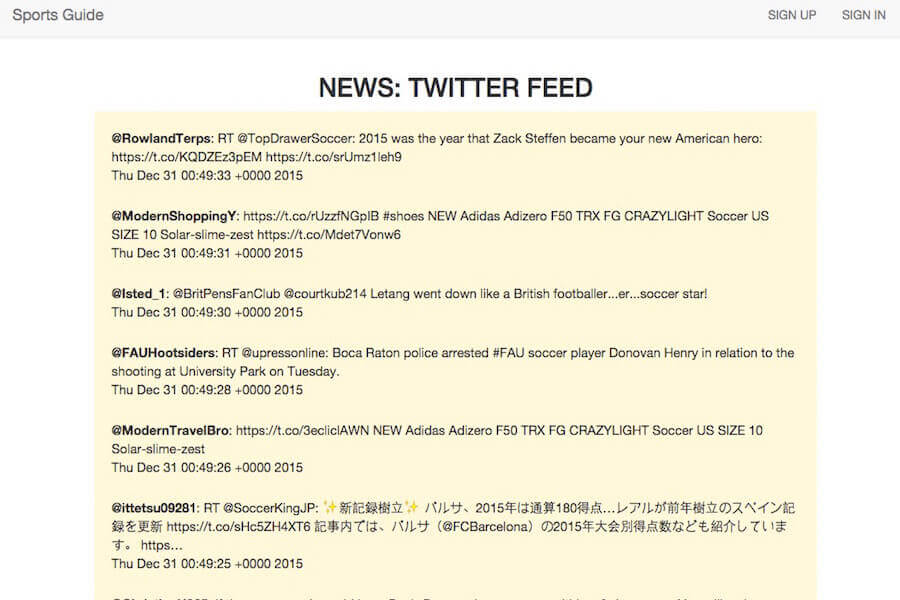 Sports Guide
SIGN UP
SIGN IN
NEWS: TWITTER FEED
@RowlandTerps: RT @TopDrawerSoccer: 2015 was the year that Zack Steffen became your new American hero:
https://t.co/KQDZEz3pEM https://t.co/srUmz1leh9
Thu Dec 31 00:49:33 +0000 2015
@ModernShoppingY: https://t.co/rUzzfNGpIB #shoes NEW Adidas Adizero F50 TRX FG CRAZYLIGHT Soccer US
SIZE 10 Solar-slime-zest https://t.co/Mdet7Vonw6
Thu Dec 31 00:49:31 +0000 2015
@Isted_1: @BritPensFanClub @courtkub214 Letang went down like a British footballer...er...soccer star!
Thu Dec 31 00:49:30 +0000 2015
@FAUHootsiders: RT @upressonline: Boca Raton police arrested #FAU soccer player Donovan Henry in relation to the
shooting at University Park on Tuesday.
Thu Dec 31 00:49:28 +0000 2015
@ModernTravelBro: https://t.co/3ecliclAWN NEW Adidas Adizero F50 TRX FG CRAZYLIGHT Soccer US SIZE 10
Solar-slime-zest
Thu Dec 31 00:49:26 +0000 2015
@ittetsu09281: RT @SoccerKingJP: ✨新記録樹立✨ バルサ、2015年は通算180得点…レアルが前年樹立のスペイン記
録を更新 https://t.co/sHc5ZH4XT6 記事内では、バルサ（@FCBarcelona）の2015年大会別得点数なども紹介していま
す。 https…
Thu Dec 31 00:49:25 +0000 2015